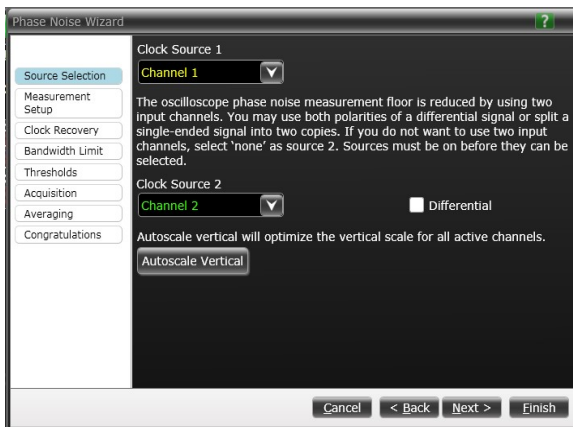 Phase Noise Wizard
?
Source Selection
Measurement
Setup
Clock Recovery
Bandwidth Limit
Thresholds
Acquisition
Averaging
Congratulations
Clock Source 1
Channel 1
The oscilloscope phase noise measurement floor is reduced by using two
input channels. You may use both polarities of a differential signal or split a
single-ended signal into two copies. If you do not want to use two input
channels, select 'none' as source 2. Sources must be on before they can be
selected.
Clock Source 2
Channel 2
Differential
Autoscale vertical will optimize the vertical scale for all active channels.
Autoscale Vertical
Cancel
< Back
Next >
Finish